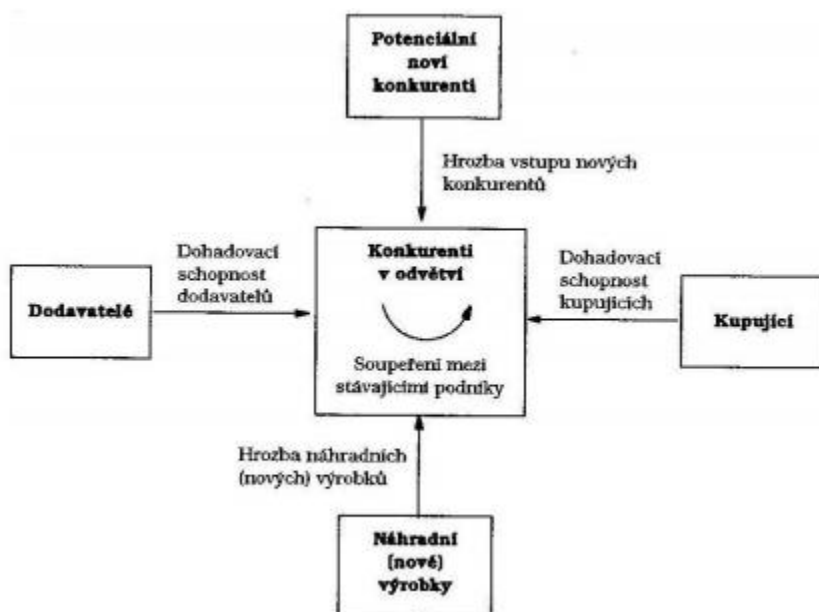 Potenciální
noví
konkurenti
Hrozba vstupu nových
konkurentů
Dohadovací
schopnost
dodavatelů
Konkurenti
v odvětví
Dohadovací
schopnost
kupujících
Dodavatelé
Kupující
Soupeření mezi
stávajícími podniky
Hrozba náhradních
(nových) výrobků
Náhradní
(nové)
výrobky